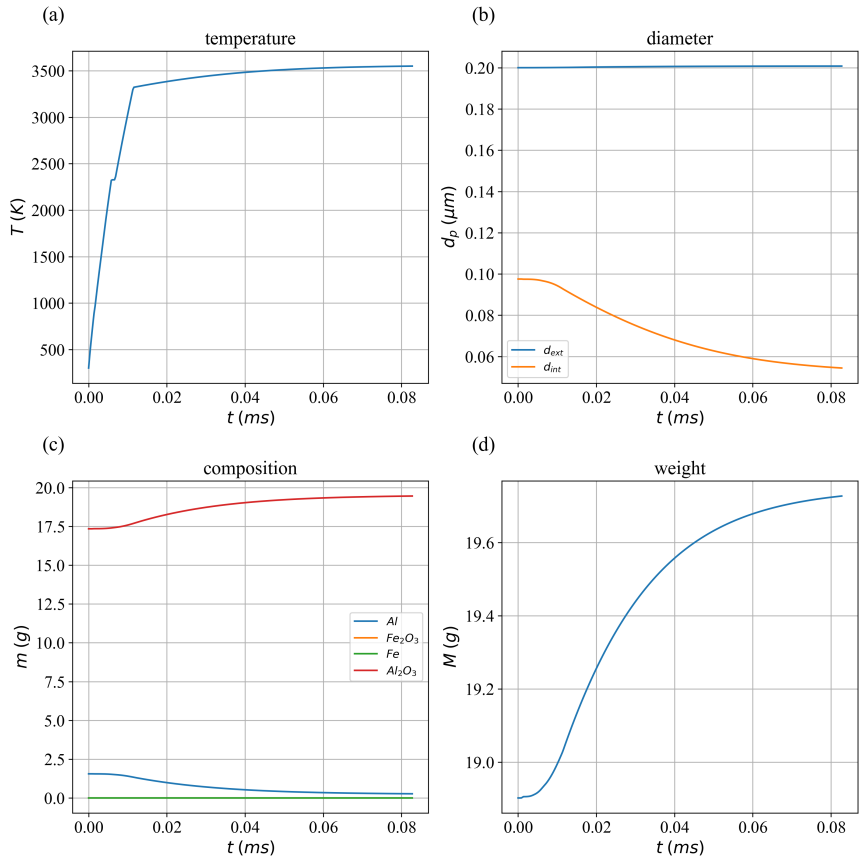 (a)
temperature
3500
3000
2500
2000
1500
1000
500
T (K)
0.00 0.02 0.04 0.06 0.08
t (ms)
(b)
diameter
0.20
0.18
0.16
0.14
0.12
0.10
0.08
0.06
d_p (μm)
d_ext
d_int
0.00 0.02 0.04 0.06 0.08
t (ms)
(c)
composition
20.0
17.5
15.0
12.5
10.0
7.5
5.0
2.5
0.0
m (g)
Al
Fe₂O₃
Fe
Al₂O₃
0.00 0.02 0.04 0.06 0.08
t (ms)
(d)
weight
19.6
19.4
19.2
19.0
M (g)
0.00 0.02 0.04 0.06 0.08
t (ms)